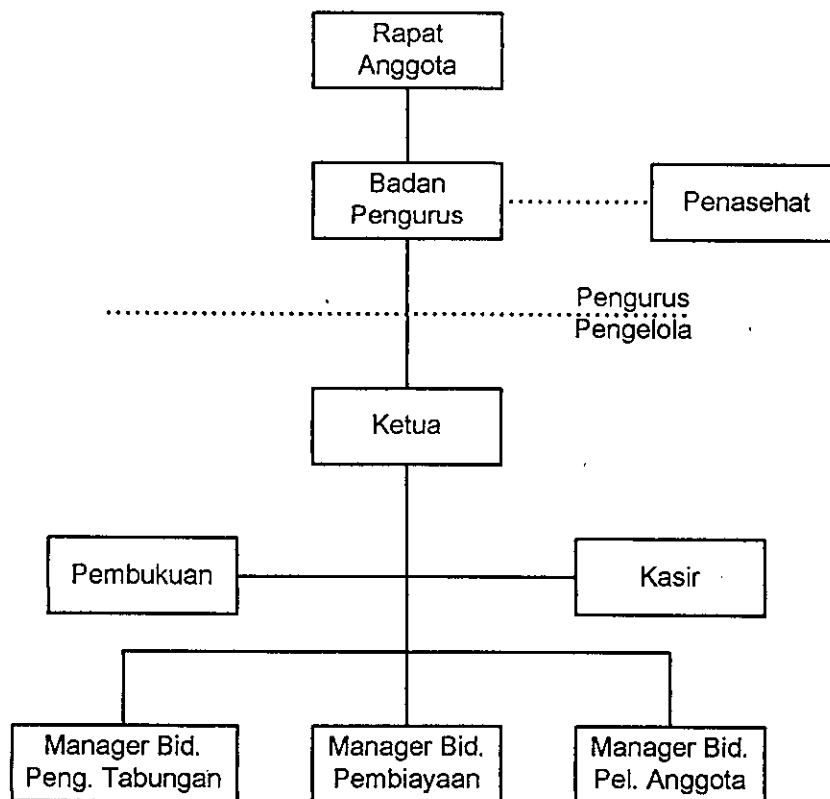 Rapat
Anggota
Badan
Pengurus
Penasehat
Pengurus
Pengelola
Ketua
Pembukuan
Kasir
Manager Bid.
Peng. Tabungan
Manager Bid.
Pembiayaan
Manager Bid.
Pel. Anggota